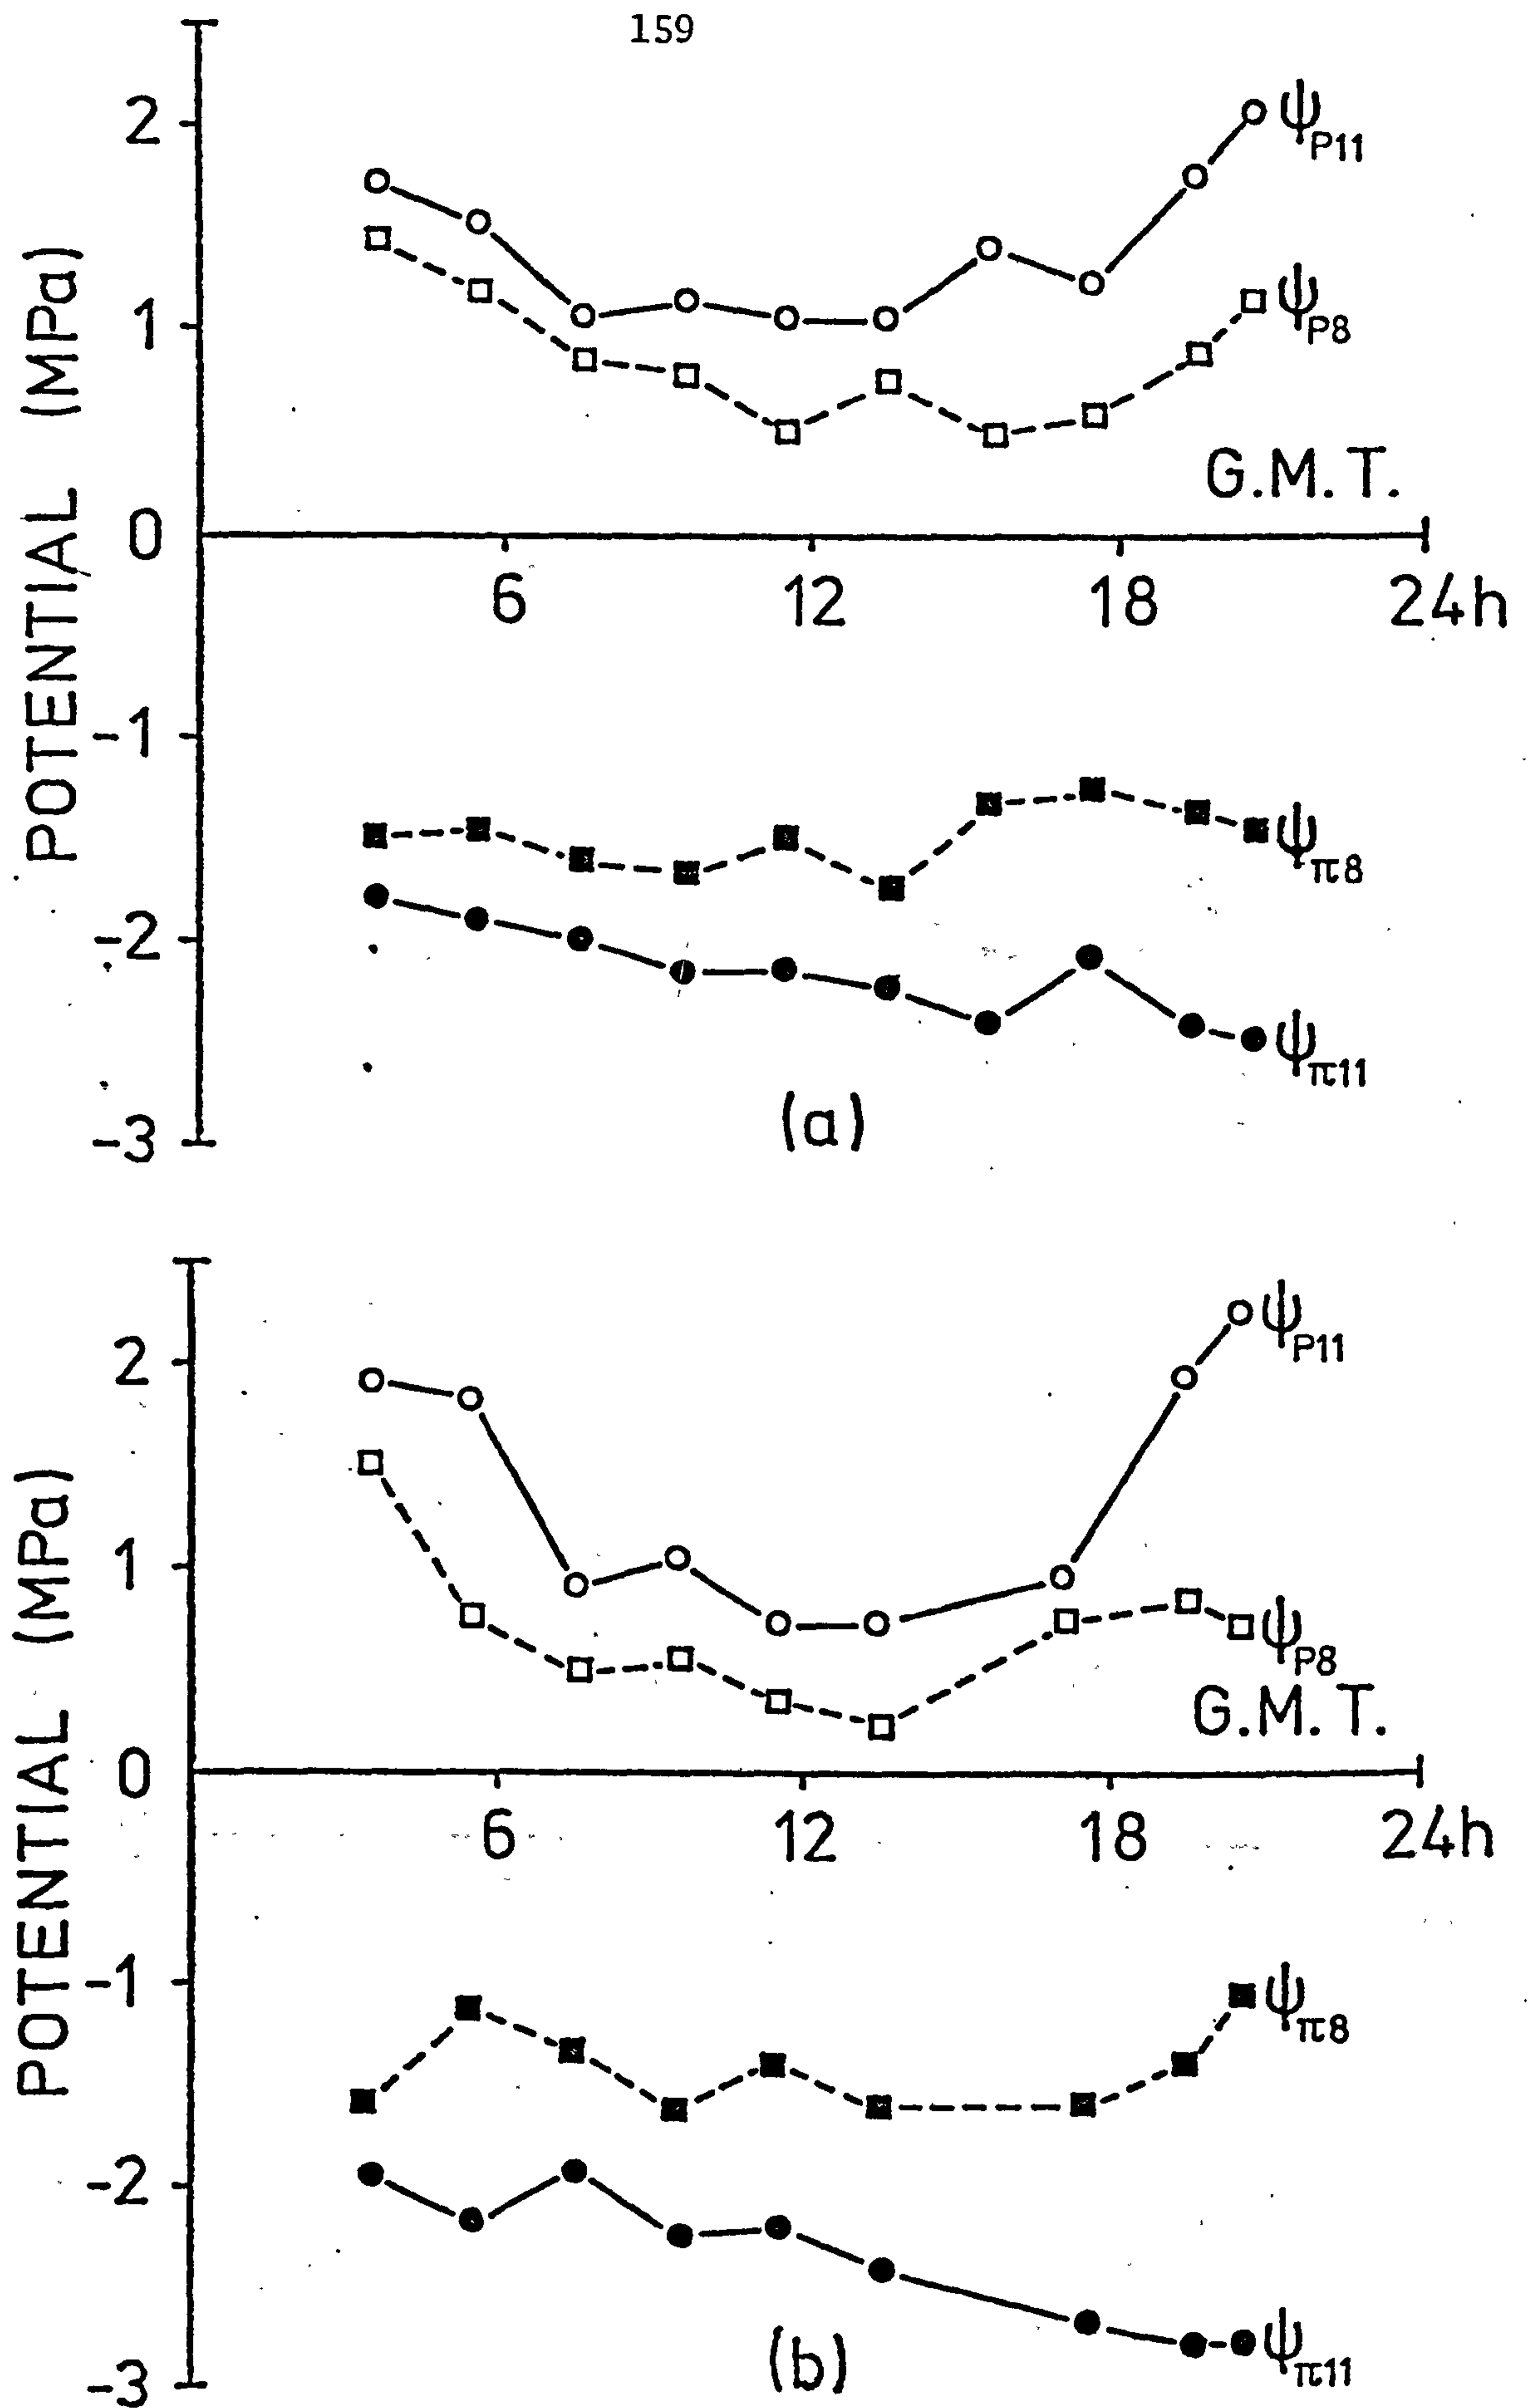 159
POTENTIAL (MPa)
2
1
0
-1
-2
-3
ψP11
ψP8
G.M.T.
6 12 18 24h
ψπ8
ψπ11
(a)
POTENTIAL (MPa)
2
1
0
-1
-2
-3
ψP11
ψP8
G.M.T.
6 12 18 24h
ψπ8
ψπ11
(b)